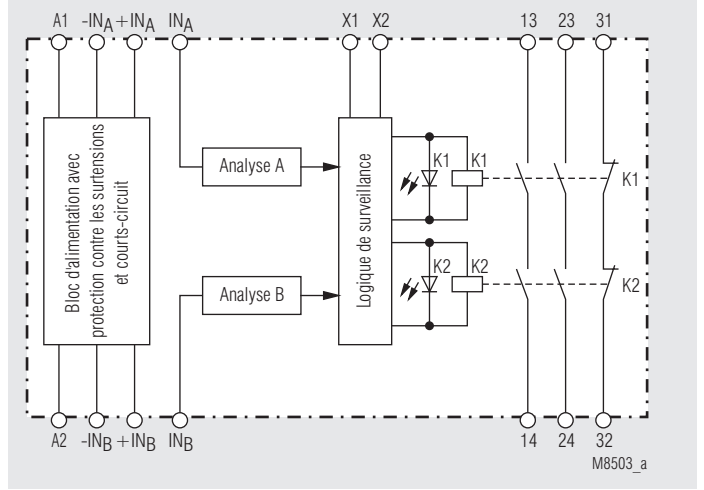 A1 -INA +INA INA X1 X2 13 23 31
Bloc d'alimentation avec
protection contre les surtensions
et courts-circuit
Analyse A
Analyse B
Logique de surveillance
K1 K1 K1
K2 K2 K2
A2 -INB +INB INB 14 24 32
M8503_a